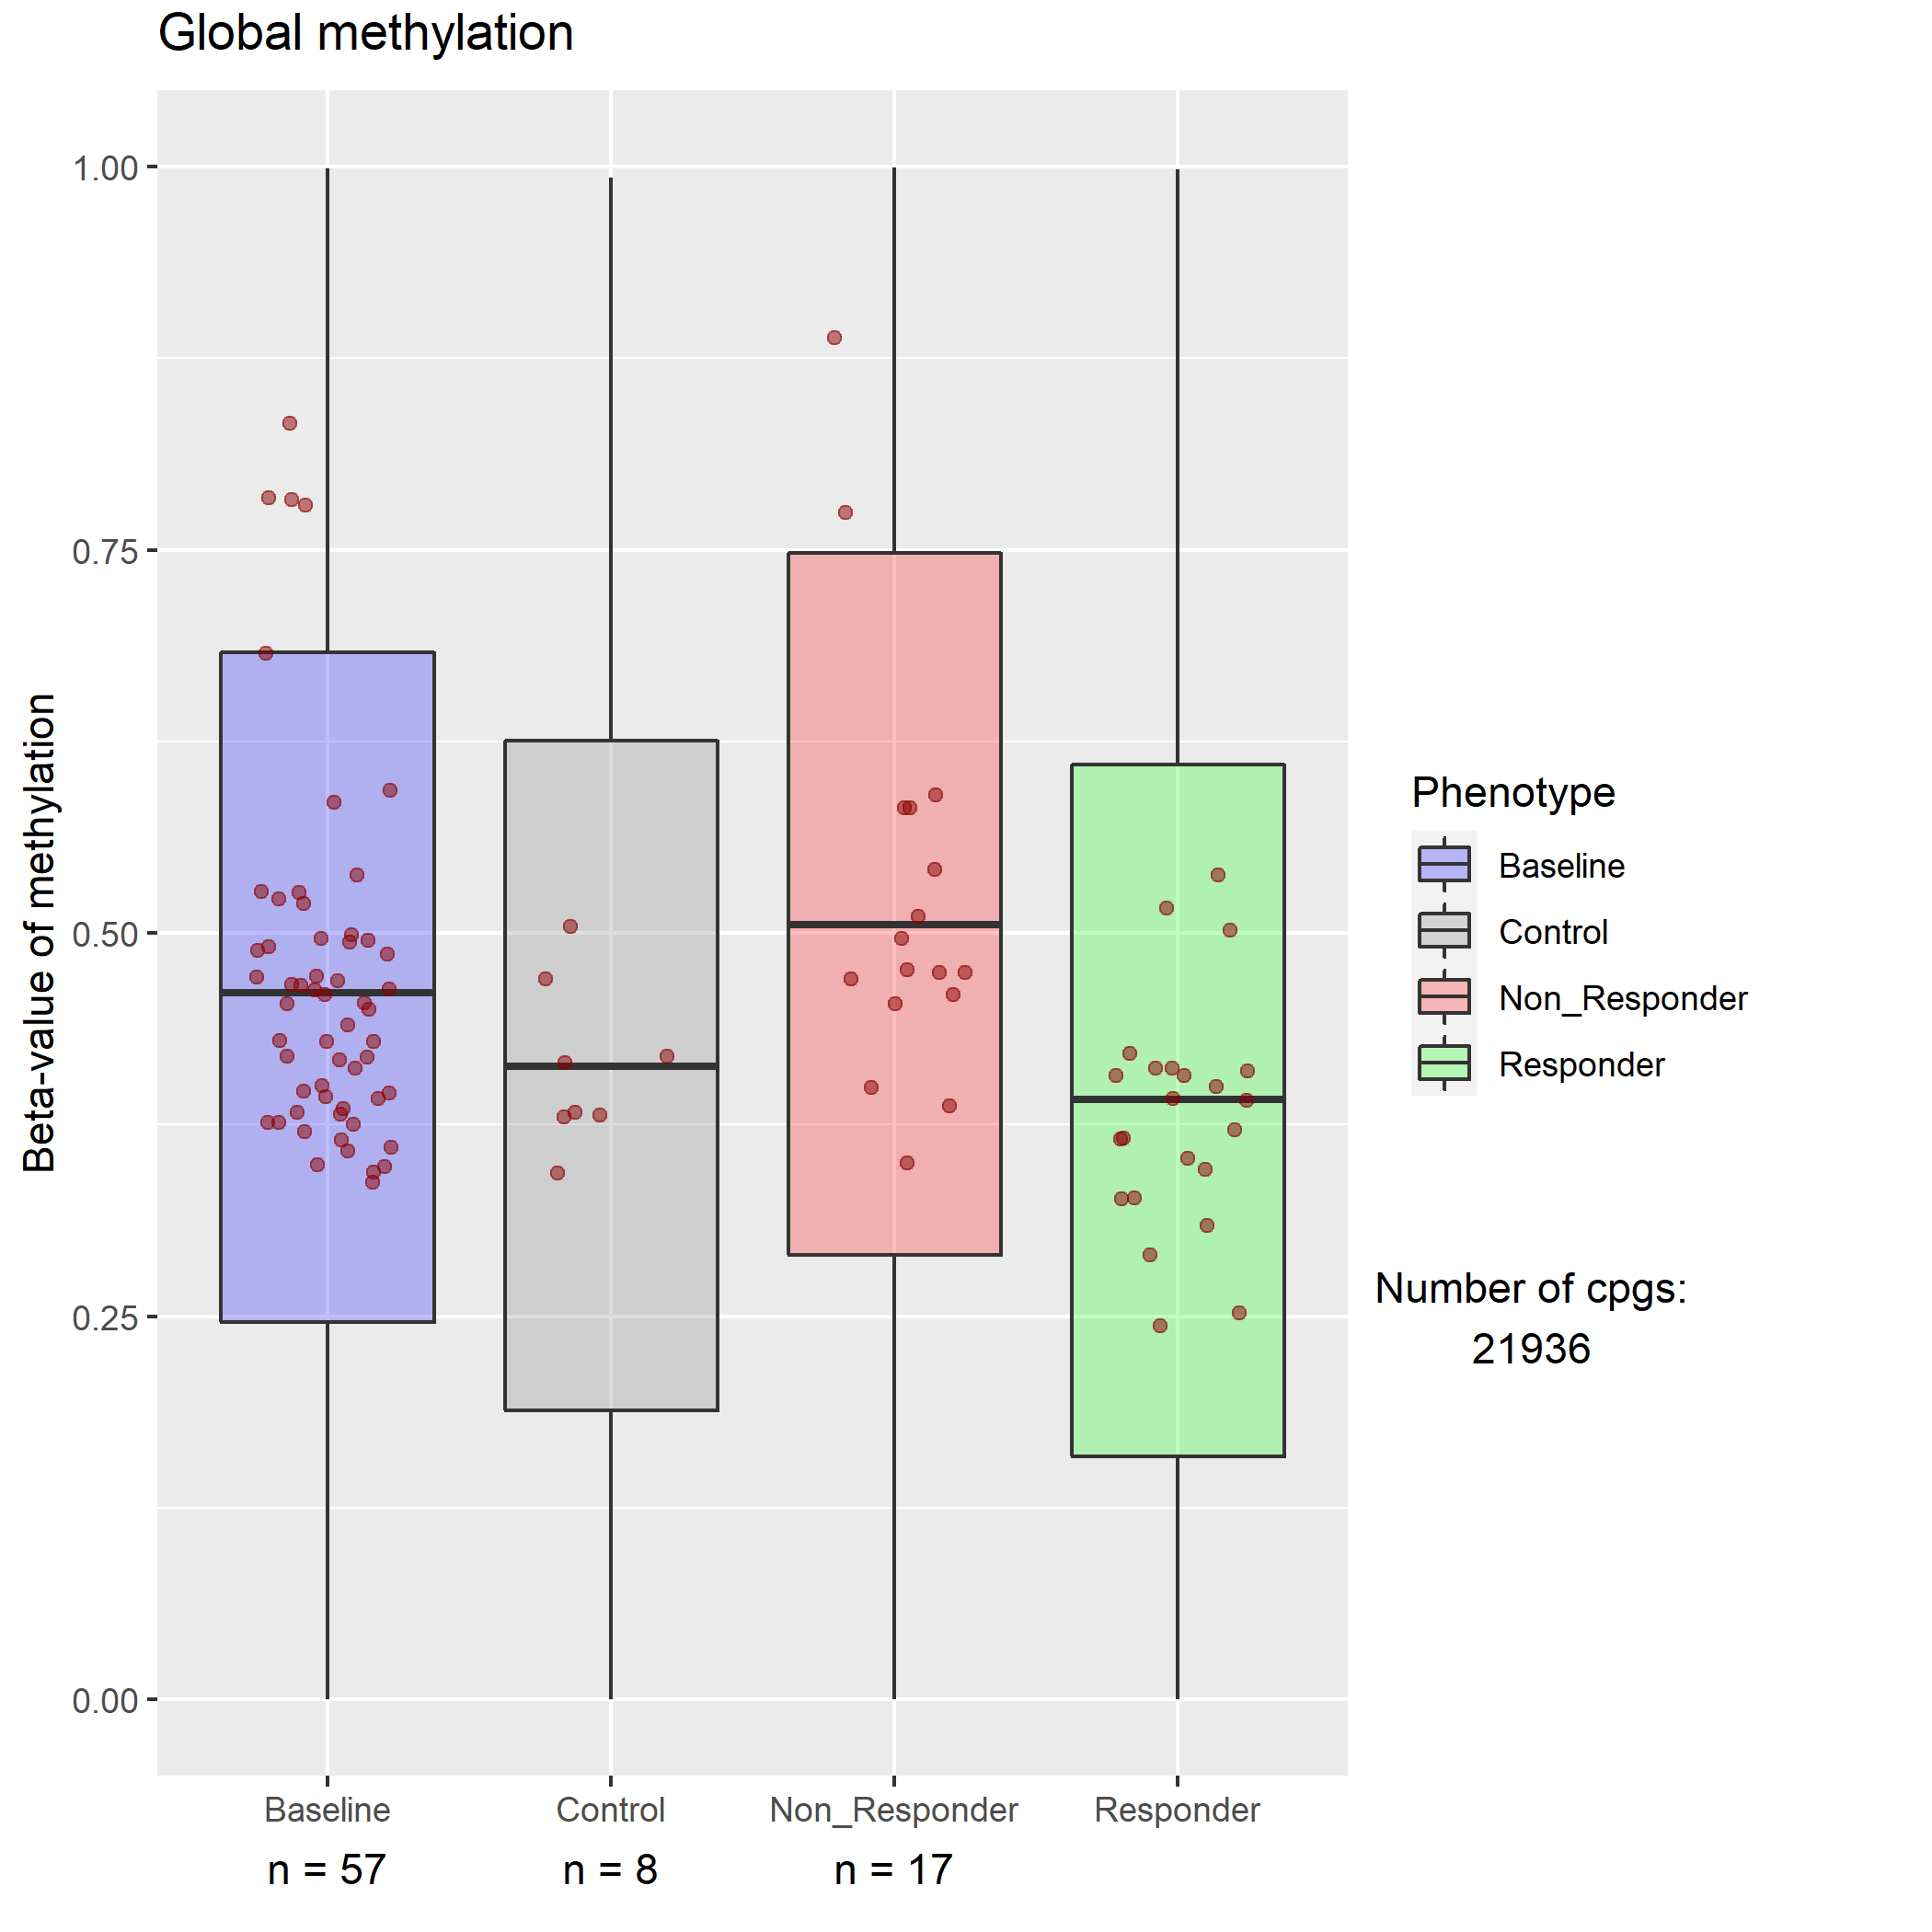 Global methylation
1.00
0.75
0.50
0.25
0.00
Beta-value of methylation
Baseline
Control
Non_Responder
Responder
n = 57
n = 8
n = 17
Phenotype
Baseline
Control
Non_Responder
Responder
Number of cpgs:
21936